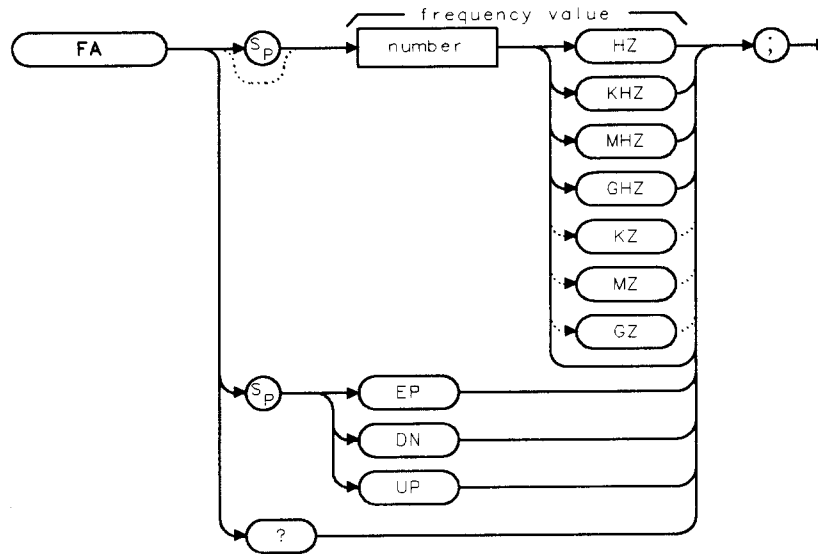 frequency value
FA
SP
number
HZ
;
KHZ
MHZ
GHZ
KZ
MZ
GZ
SP
EP
DN
UP
?